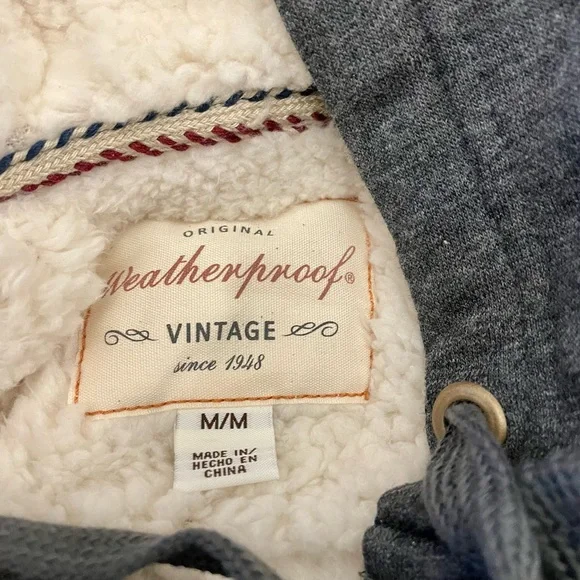 ORIGINAL
Weatherproof®
VINTAGE
since 1948
M/M
MADE IN/
HECHO EN
CHINA